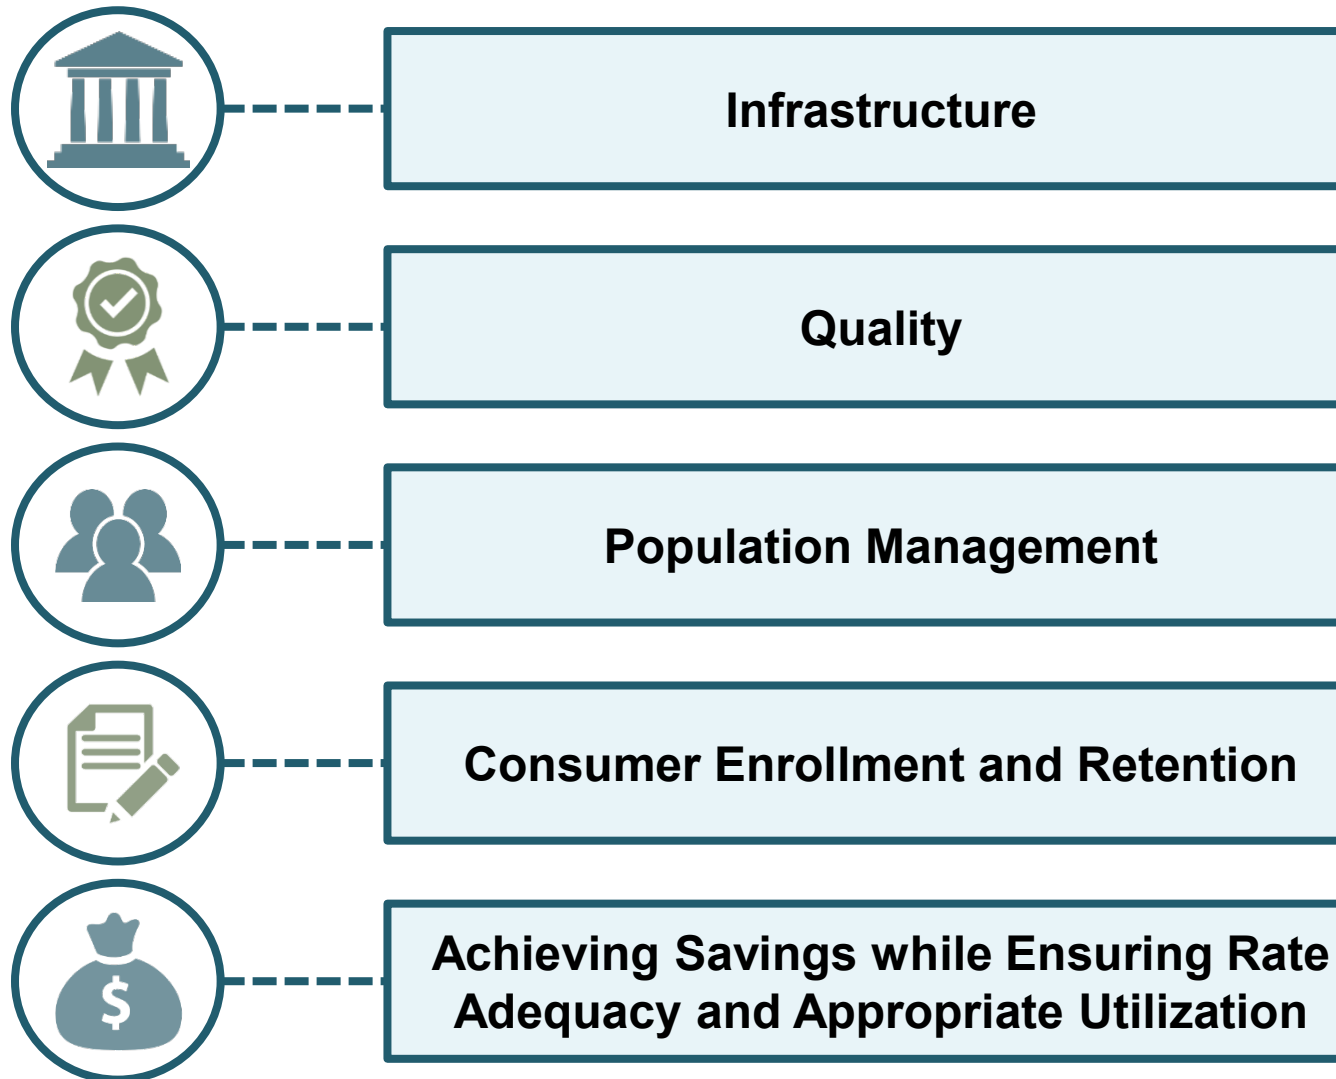 Infrastructure
Quality
Population Management
Consumer Enrollment and Retention
Achieving Savings while Ensuring Rate
Adequacy and Appropriate Utilization
$